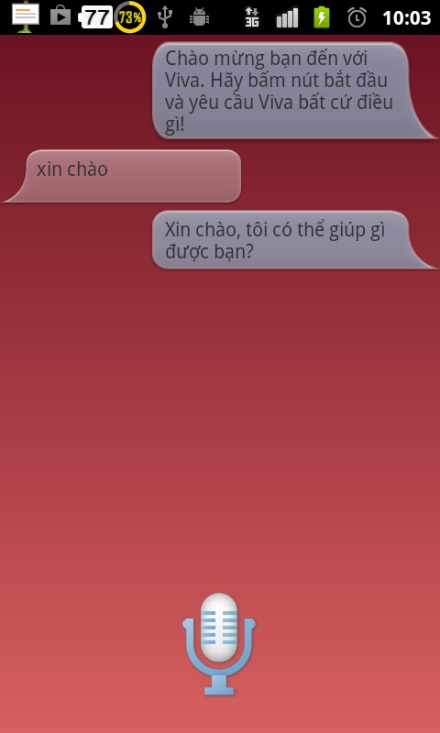 77 73% 3G 10:03
Chào mừng bạn đến với
Viva. Hãy bấm nút bắt đầu
và yêu cầu Viva bất cứ điều
gì!
xin chào
Xin chào, tôi có thể giúp gì
được bạn?